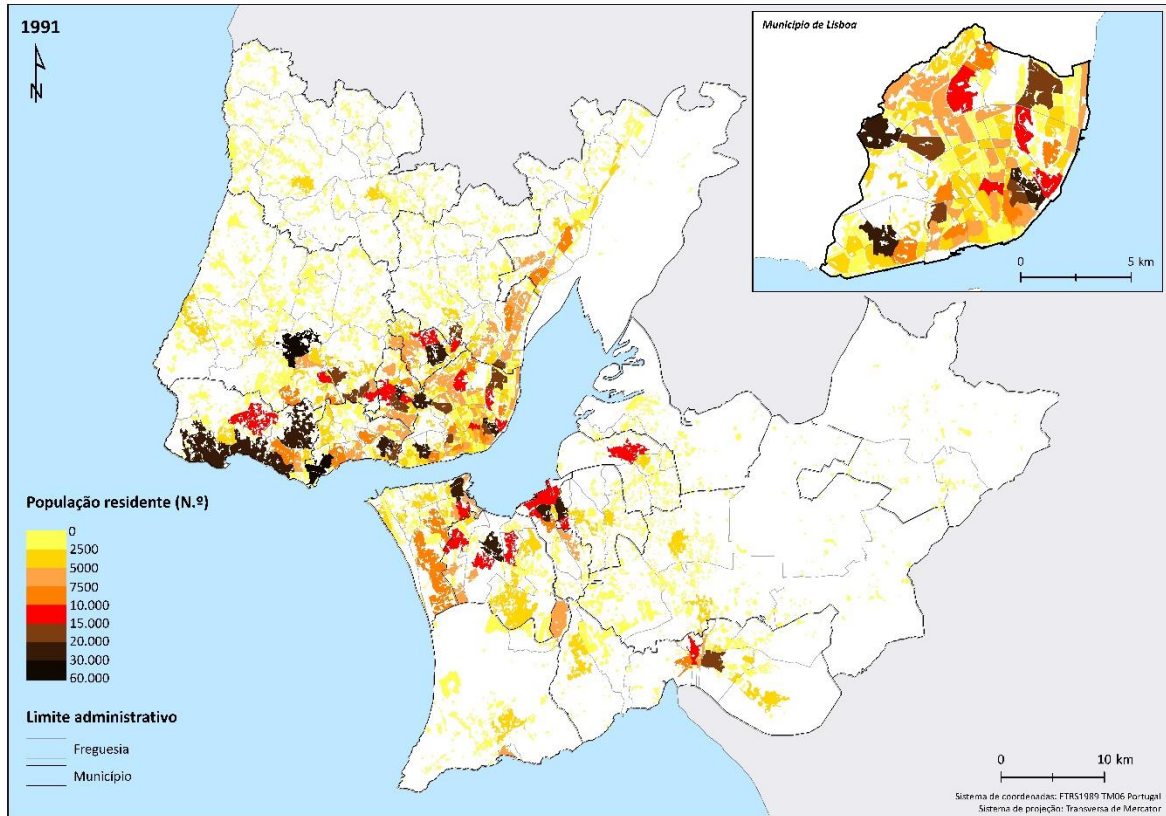 1991
N
Município de Lisboa
0 5 km
População residente (N.º)
0
2500
5000
7500
10.000
15.000
20.000
30.000
60.000
Limite administrativo
Freguesia
Município
0 10 km
Sistema de coordenadas: ETRS1989 TM06 Portugal
Sistema de projeção: Transversa de Mercator